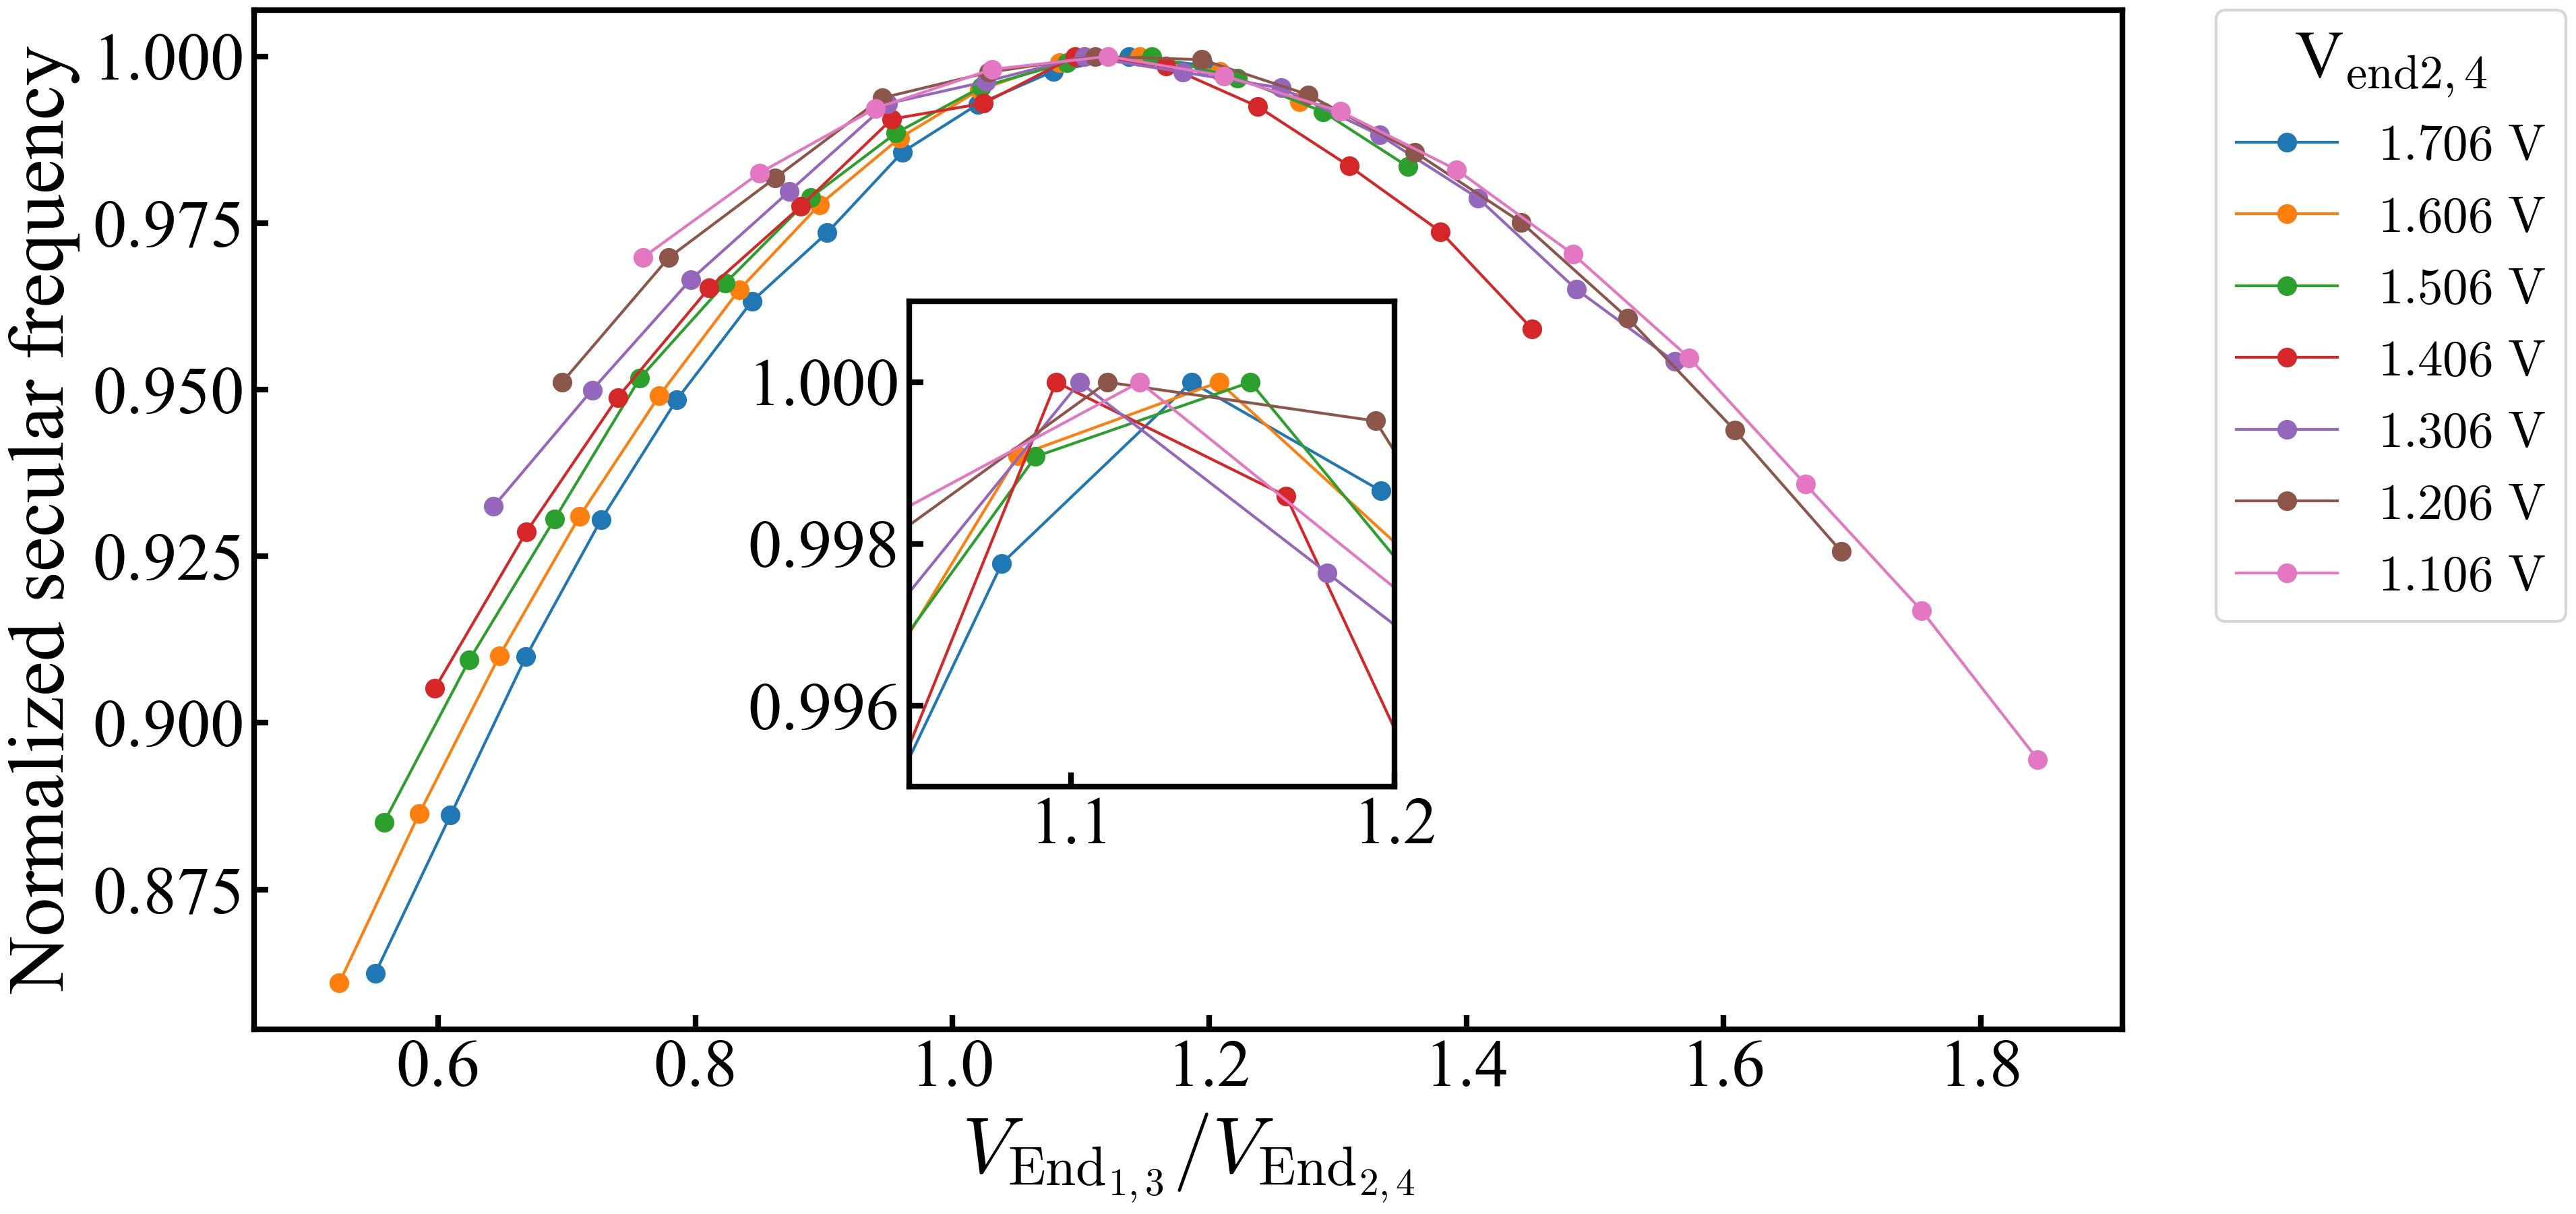 Normalized secular frequency
1.000
0.975
0.950
0.925
0.900
0.875
0.6 0.8 1.0 1.2 1.4 1.6 1.8
V_End_1,3/V_End_2,4
1.000
0.998
0.996
1.1 1.2
V_end2,4
1.706 V
1.606 V
1.506 V
1.406 V
1.306 V
1.206 V
1.106 V